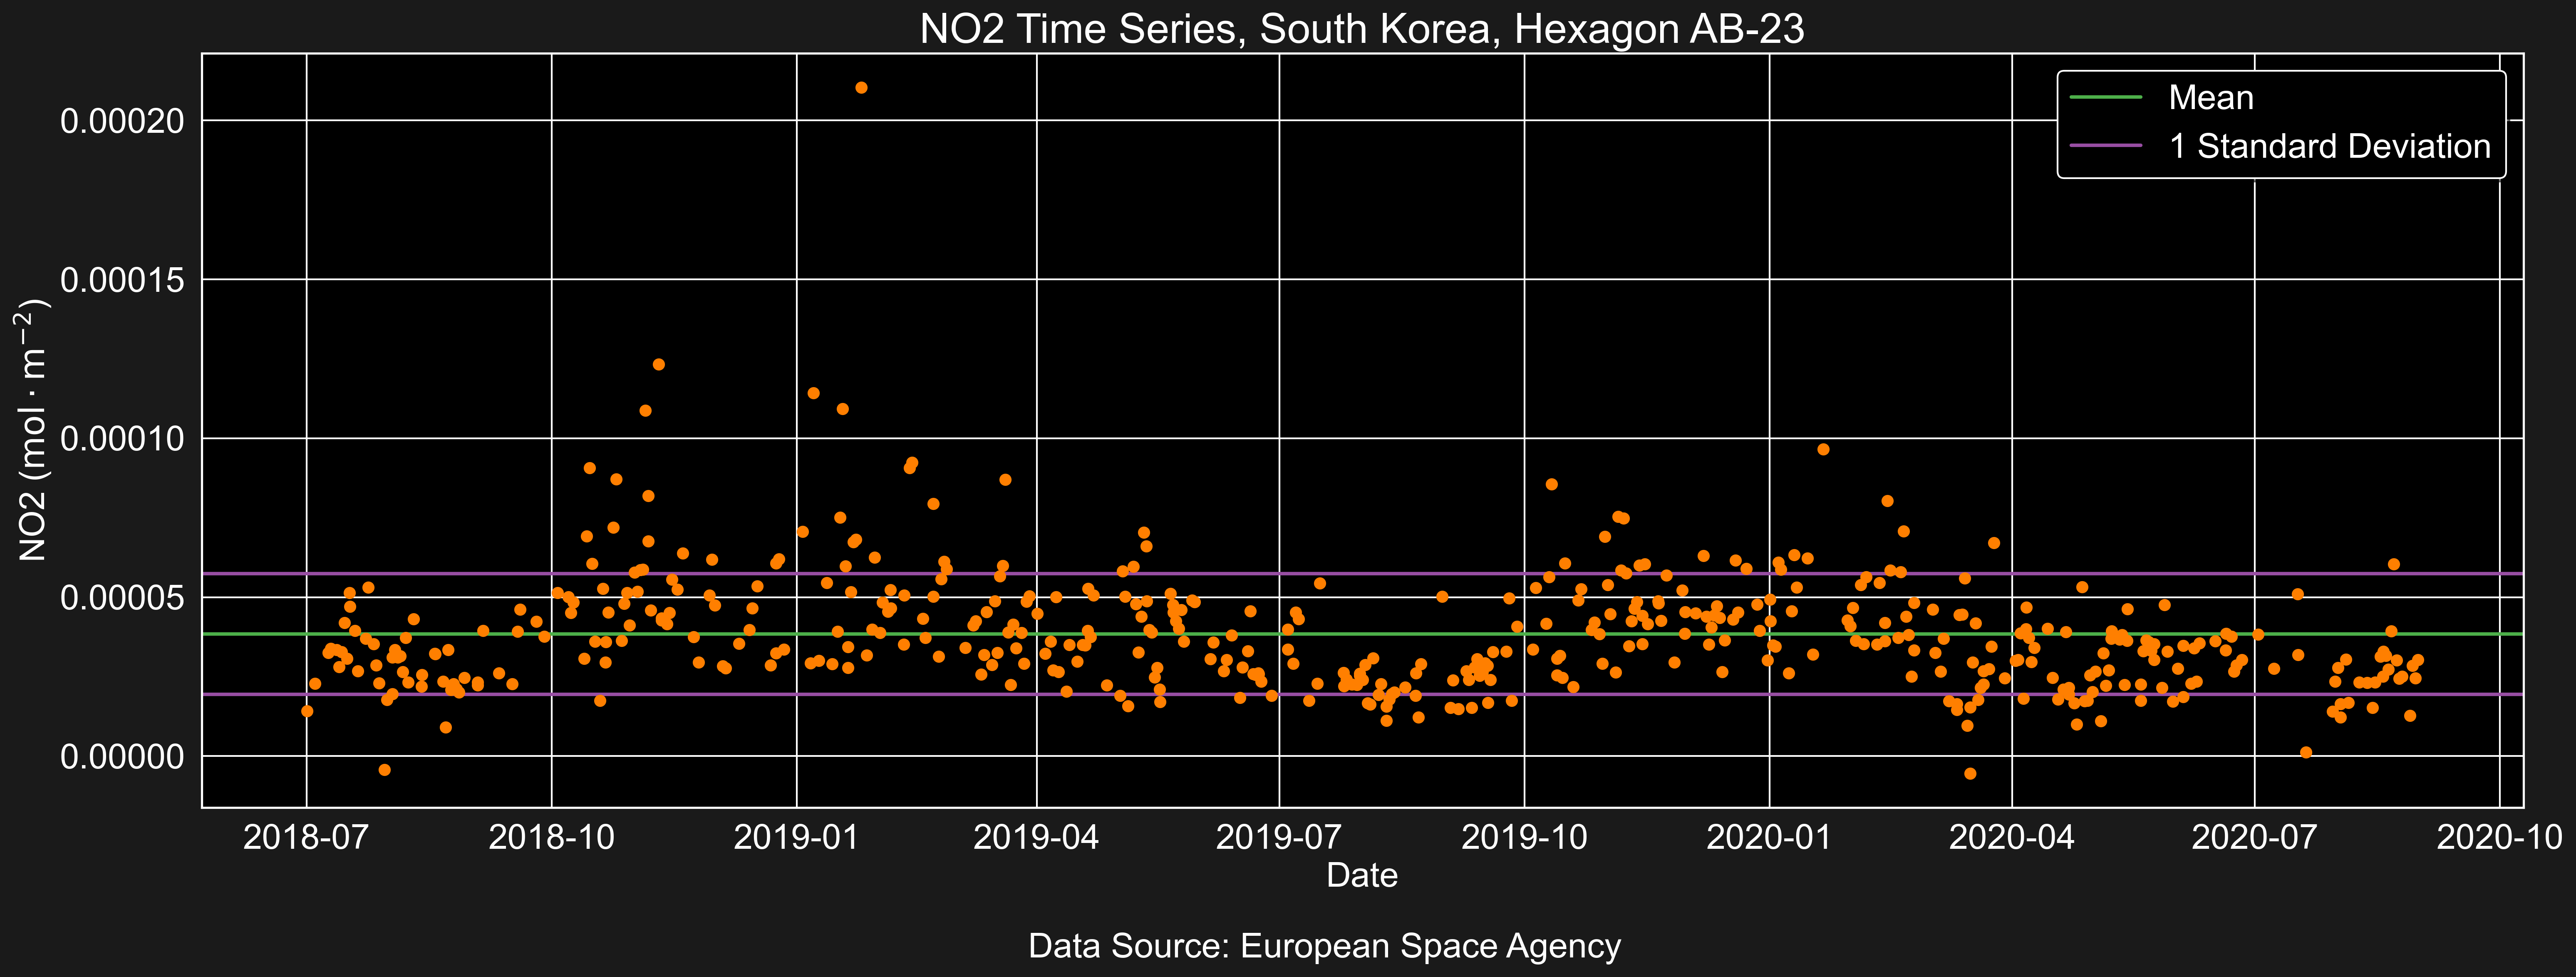 NO2 Time Series, South Korea, Hexagon AB-23
Mean
1 Standard Deviation
NO2 (mol · m⁻²)
0.00020
0.00015
0.00010
0.00005
0.00000
2018-07 2018-10 2019-01 2019-04 2019-07 2019-10 2020-01 2020-04 2020-07 2020-10
Date
Data Source: European Space Agency